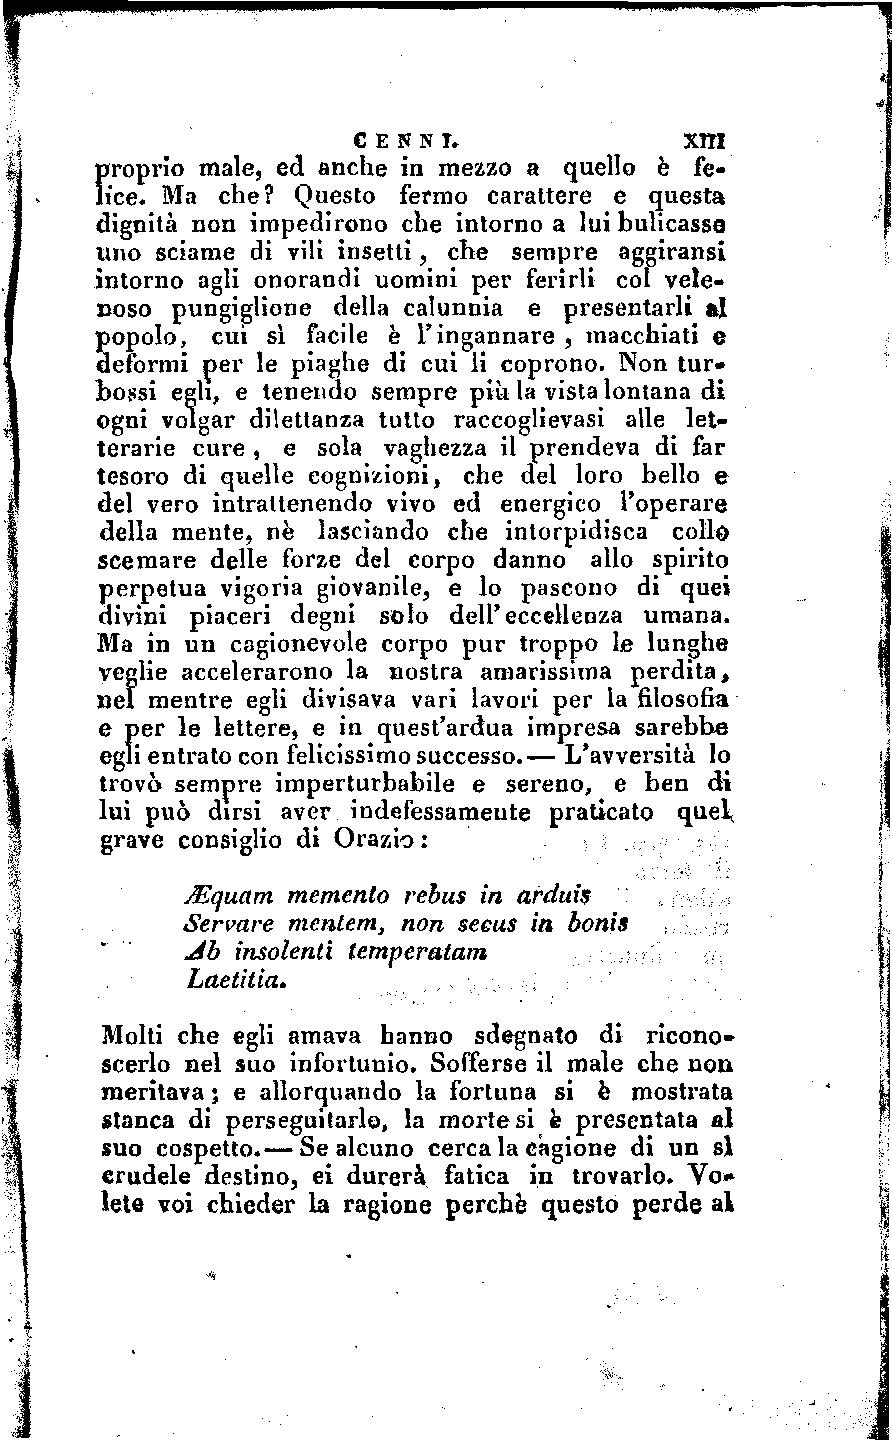 CENNI. XIII
proprio male, ed anche in mezzo a quello è fe-
lice. Ma che? Questo fermo carattere e questa
dignità non impedirono che intorno a lui bulicasse
uno sciame di vili insetti, che sempre aggiransi
intorno agli onorandi uomini per ferirli col vele-
noso pungiglione della calunnia e presentarli al
popolo, cui sì facile è l'ingannare, macchiati e
deformi per le piaghe di cui li coprono. Non tur-
bossi egli, e tenendo sempre più la vista lontana di
ogni volgar dilettanza tutto raccoglievasi alle let-
terarie cure, e sola vaghezza il prendeva di far
tesoro di quelle cognizioni, che del loro bello e
del vero intrattenendo vivo ed energico l'operare
della mente, nè lasciando che intorpidisca collo
scemare delle forze del corpo danno allo spirito
perpetua vigoria giovanile, e lo pascono di quei
divini piaceri degni solo dell'eccellenza umana.
Ma in un cagionevole corpo pur troppo le lunghe
veglie accelerarono la nostra amarissima perdita,
nel mentre egli divisava vari lavori per la filosofia
e per le lettere, e in quest'ardua impresa sarebbe
egli entrato con felicissimo successo.— L'avversità lo
trovò sempre imperturbabile e sereno, e ben di
lui può dirsi aver indefessamente praticato quel
grave consiglio di Orazio:
Æquam memento rebus in arduis
Servare mentem, non secus in bonis
Ab insolenti temperatam
Laetitia.
Molti che egli amava hanno sdegnato di ricono-
scerlo nel suo infortunio. Sofferse il male che non
meritava; e allorquando la fortuna si è mostrata
stanca di perseguitarlo, la morte si è presentata al
suo cospetto.— Se alcuno cerca la cagione di un sì
crudele destino, ei durerà fatica in trovarlo. Vo-
lete voi chieder la ragione perchè questo perde al